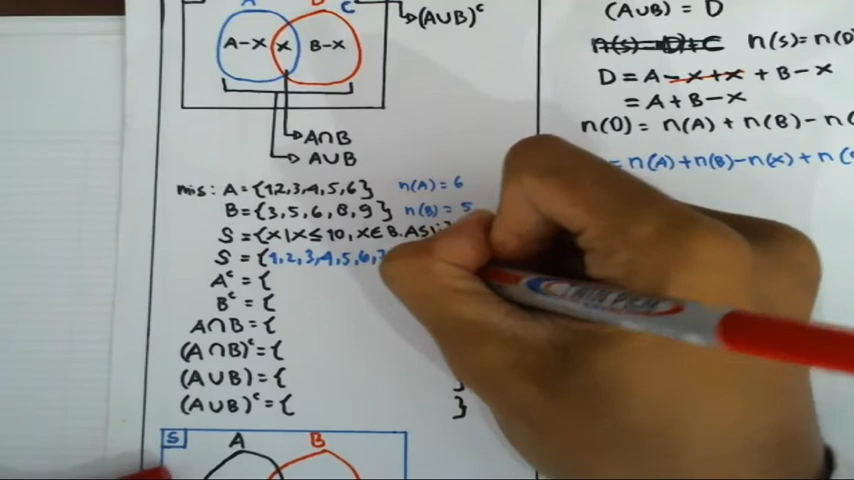 A B C
(A∪B)ᶜ
A-x x B-x
A∩B
A∪B
mis: A = {1,2,3,4,5,6} n(A) = 6
B = {3,5,6,8,9} n(B) = 5
S = {x|x ≤ 10, x ∈ B.ASLI
S = {1,2,3,4,5,6,
Aᶜ = {
Bᶜ = {
A∩B = {
(A∩B)ᶜ = {
(A∪B) = { }
(A∪B)ᶜ = { }
S A B
(A∪B) = D
n(s) = D+C n(s) = n(D
D = A -x+x + B-x
= A+B-x
n(D) = n(A) + n(B) - n(
= n(A)+n(B)-n(x)+n(